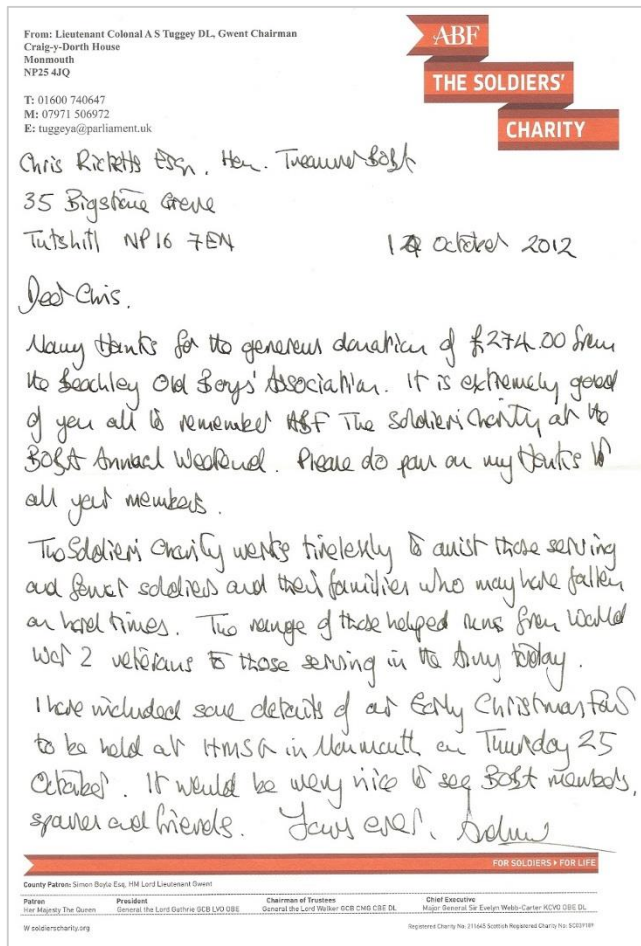 From: Lieutenant Colonal A S Tuggey DL, Gwent Chairman
Craig-y-Dorth House
Monmouth
NP25 4JQ
T: 01600 740647
M: 07971 506972
E: tuggeya@parliament.uk
ABF
THE SOLDIERS'
CHARITY
Chris Ricketts Esq, Hon. Treasurer BOBA
35 Bigstone Grove
Tutshill NP16 7EN
October 2012
Dear Chris.
Many thanks for the generous donation of £274.00 from
the Beachley Old Boys' Association. It is extremely good
of you all to remember ABF The Soldiers Charity at the
BOBA Annual Weekend. Please do pass on my thanks to
all your members.
The Soldiers Charity works tirelessly to assist those serving
and former soldiers and their families who may have fallen
on hard times. The range of those helped runs from World
War 2 veterans to those serving in the Army today.
I have included some details of our Early Christmas Fair
to be held at HMSG in Monmouth on Thursday 25
October. It would be very nice to see BOBA members,
spouses and friends. Yours ever,
FOR SOLDIERS ▸ FOR LIFE
County Patron: Simon Boyle Esq, HM Lord Lieutenant Gwent
Patron President Chairman of Trustees Chief Executive
Her Majesty The Queen General the Lord Guthrie GCB LVO OBE General the Lord Walker GCB CMG CBE DL Major General Sir Evelyn Webb-Carter KCVO OBE DL
W soldierscharity.org Registered Charity No: 211645 Scottish Registered Charity No: SC039189